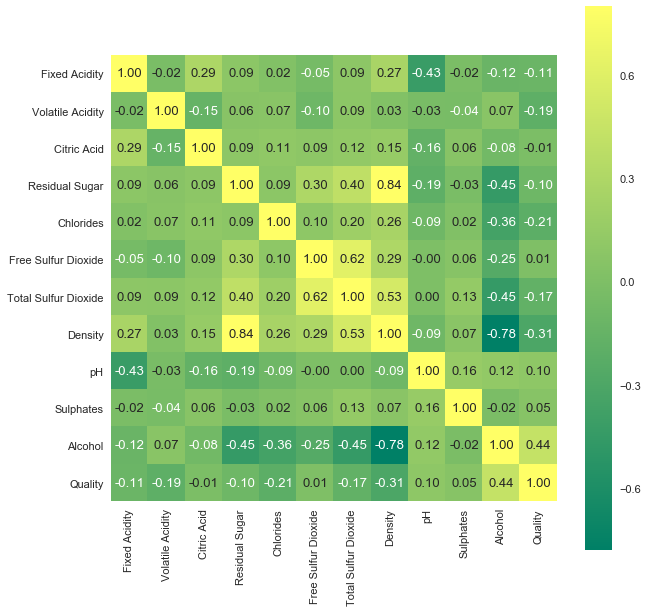 Fixed Acidity 1.00 -0.02 0.29 0.09 0.02 -0.05 0.09 0.27 -0.43 -0.02 -0.12 -0.11
Volatile Acidity -0.02 1.00 -0.15 0.06 0.07 -0.10 0.09 0.03 -0.03 -0.04 0.07 -0.19
Citric Acid 0.29 -0.15 1.00 0.09 0.11 0.09 0.12 0.15 -0.16 0.06 -0.08 -0.01
Residual Sugar 0.09 0.06 0.09 1.00 0.09 0.30 0.40 0.84 -0.19 -0.03 -0.45 -0.10
Chlorides 0.02 0.07 0.11 0.09 1.00 0.10 0.20 0.26 -0.09 0.02 -0.36 -0.21
Free Sulfur Dioxide -0.05 -0.10 0.09 0.30 0.10 1.00 0.62 0.29 -0.00 0.06 -0.25 0.01
Total Sulfur Dioxide 0.09 0.09 0.12 0.40 0.20 0.62 1.00 0.53 0.00 0.13 -0.45 -0.17
Density 0.27 0.03 0.15 0.84 0.26 0.29 0.53 1.00 -0.09 0.07 -0.78 -0.31
pH -0.43 -0.03 -0.16 -0.19 -0.09 -0.00 0.00 -0.09 1.00 0.16 0.12 0.10
Sulphates -0.02 -0.04 0.06 -0.03 0.02 0.06 0.13 0.07 0.16 1.00 -0.02 0.05
Alcohol -0.12 0.07 -0.08 -0.45 -0.36 -0.25 -0.45 -0.78 0.12 -0.02 1.00 0.44
Quality -0.11 -0.19 -0.01 -0.10 -0.21 0.01 -0.17 -0.31 0.10 0.05 0.44 1.00
Fixed Acidity
Volatile Acidity
Citric Acid
Residual Sugar
Chlorides
Free Sulfur Dioxide
Total Sulfur Dioxide
Density
pH
Sulphates
Alcohol
Quality
0.6
0.3
0.0
−0.3
−0.6